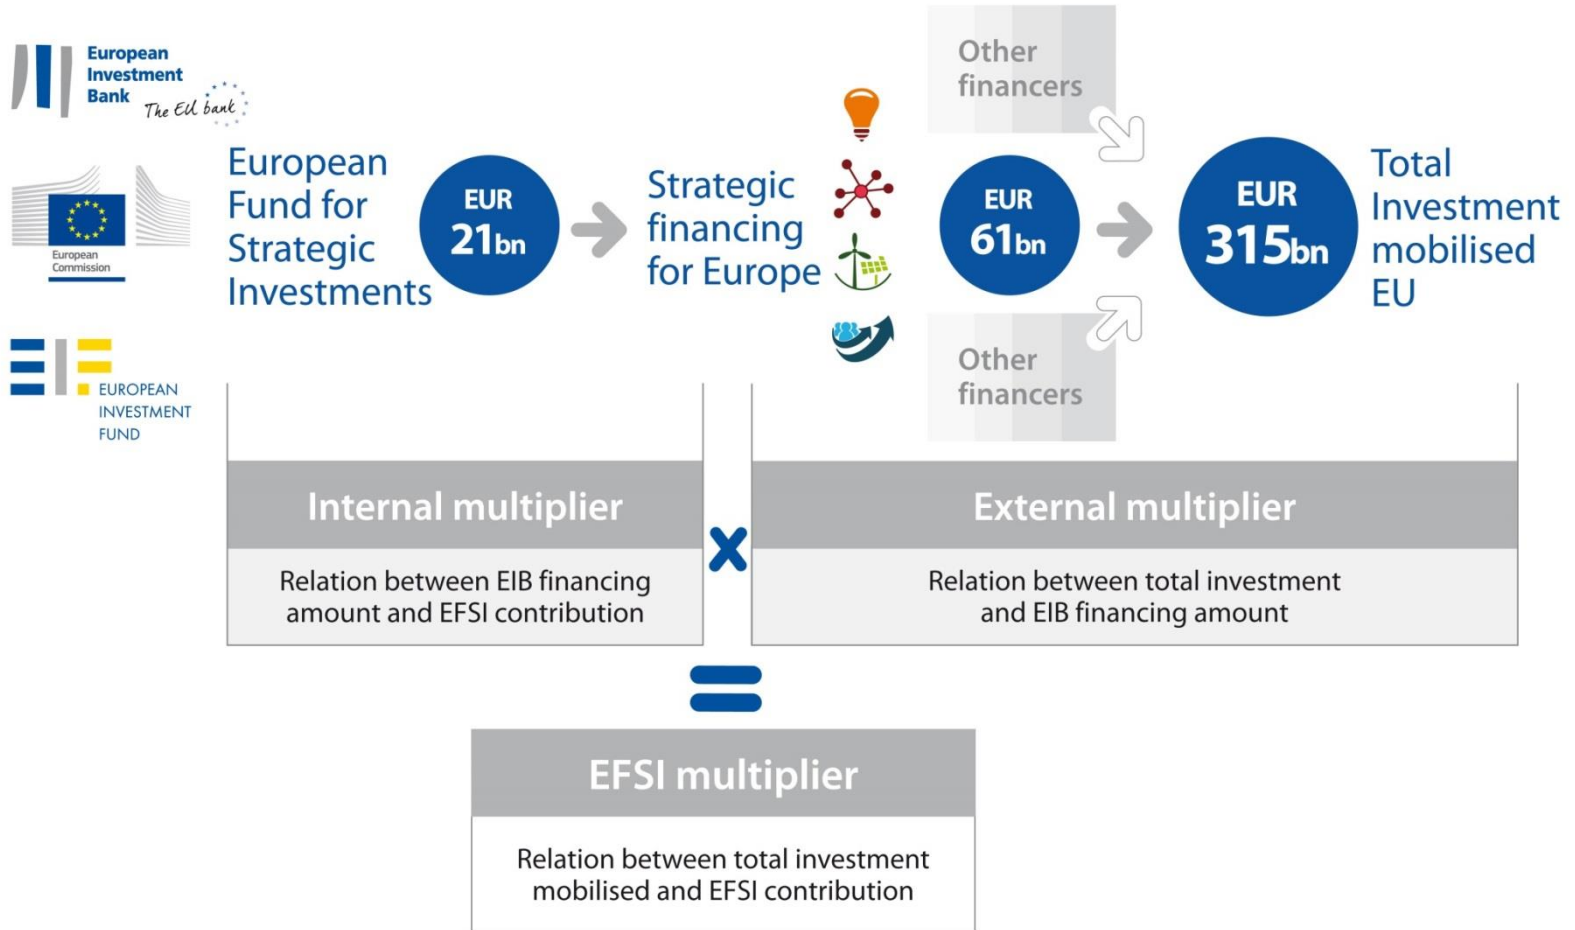 European
Investment
Bank
The EU bank
European
Commission
EUROPEAN
INVESTMENT
FUND
European
Fund for
Strategic
Investments
EUR
21bn
Strategic
financing
for Europe
Other
financers
EUR
61bn
Other
financers
EUR
315bn
Total
Investment
mobilised
EU
Internal multiplier
Relation between EIB financing
amount and EFSI contribution
x
External multiplier
Relation between total investment
and EIB financing amount
=
EFSI multiplier
Relation between total investment
mobilised and EFSI contribution